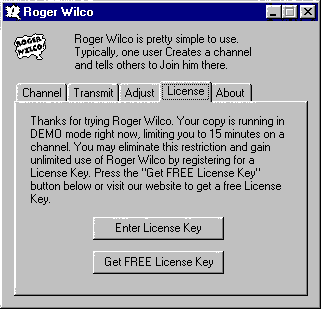 Roger Wilco
ROGER
WILCO!
Roger Wilco is pretty simple to use.
Typically, one user Creates a channel
and tells others to Join him there.
Channel Transmit Adjust License About
Thanks for trying Roger Wilco. Your copy is running in
DEMO mode right now, limiting you to 15 minutes on a
channel. You may eliminate this restriction and gain
unlimited use of Roger Wilco by registering for a
License Key. Press the "Get FREE License Key"
button below or visit our website to get a free License
Key.
Enter License Key
Get FREE License Key